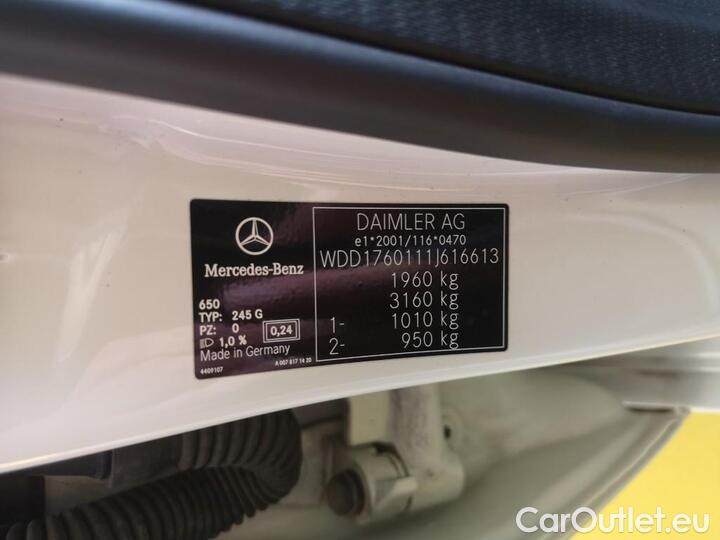 Mercedes-Benz
650
TYP: 245 G
PZ: 0
0,24
1,0 %
Made in Germany
4409107
A 007 817 14 20
DAIMLER AG
e1*2001/116*0470
WDD1760111J616613
1960 kg
3160 kg
1- 1010 kg
2- 950 kg
CarOutlet.eu